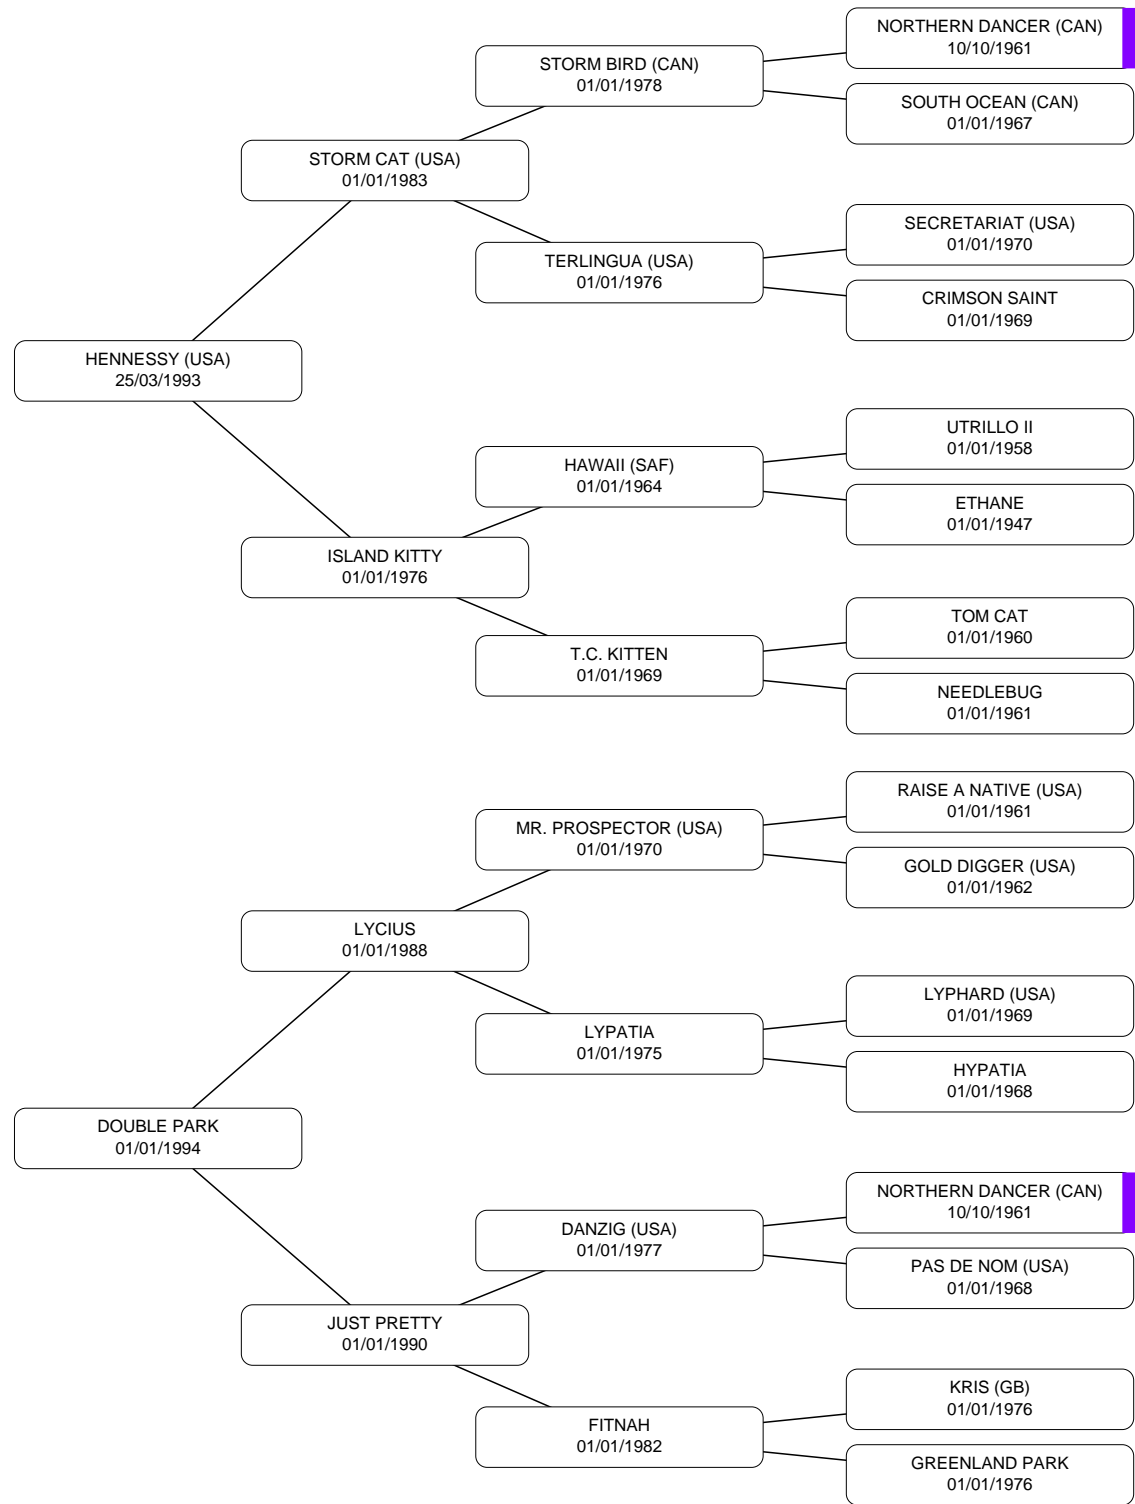 NORTHERN DANCER (CAN)
10/10/1961
STORM BIRD (CAN)
01/01/1978
SOUTH OCEAN (CAN)
01/01/1967
STORM CAT (USA)
01/01/1983
SECRETARIAT (USA)
01/01/1970
TERLINGUA (USA)
01/01/1976
CRIMSON SAINT
01/01/1969
HENNESSY (USA)
25/03/1993
UTRILLO II
01/01/1958
HAWAII (SAF)
01/01/1964
ETHANE
01/01/1947
ISLAND KITTY
01/01/1976
TOM CAT
01/01/1960
T.C. KITTEN
01/01/1969
NEEDLEBUG
01/01/1961
RAISE A NATIVE (USA)
01/01/1961
MR. PROSPECTOR (USA)
01/01/1970
GOLD DIGGER (USA)
01/01/1962
LYCIUS
01/01/1988
LYPHARD (USA)
01/01/1969
LYPATIA
01/01/1975
HYPATIA
01/01/1968
DOUBLE PARK
01/01/1994
NORTHERN DANCER (CAN)
10/10/1961
DANZIG (USA)
01/01/1977
PAS DE NOM (USA)
01/01/1968
JUST PRETTY
01/01/1990
KRIS (GB)
01/01/1976
FITNAH
01/01/1982
GREENLAND PARK
01/01/1976